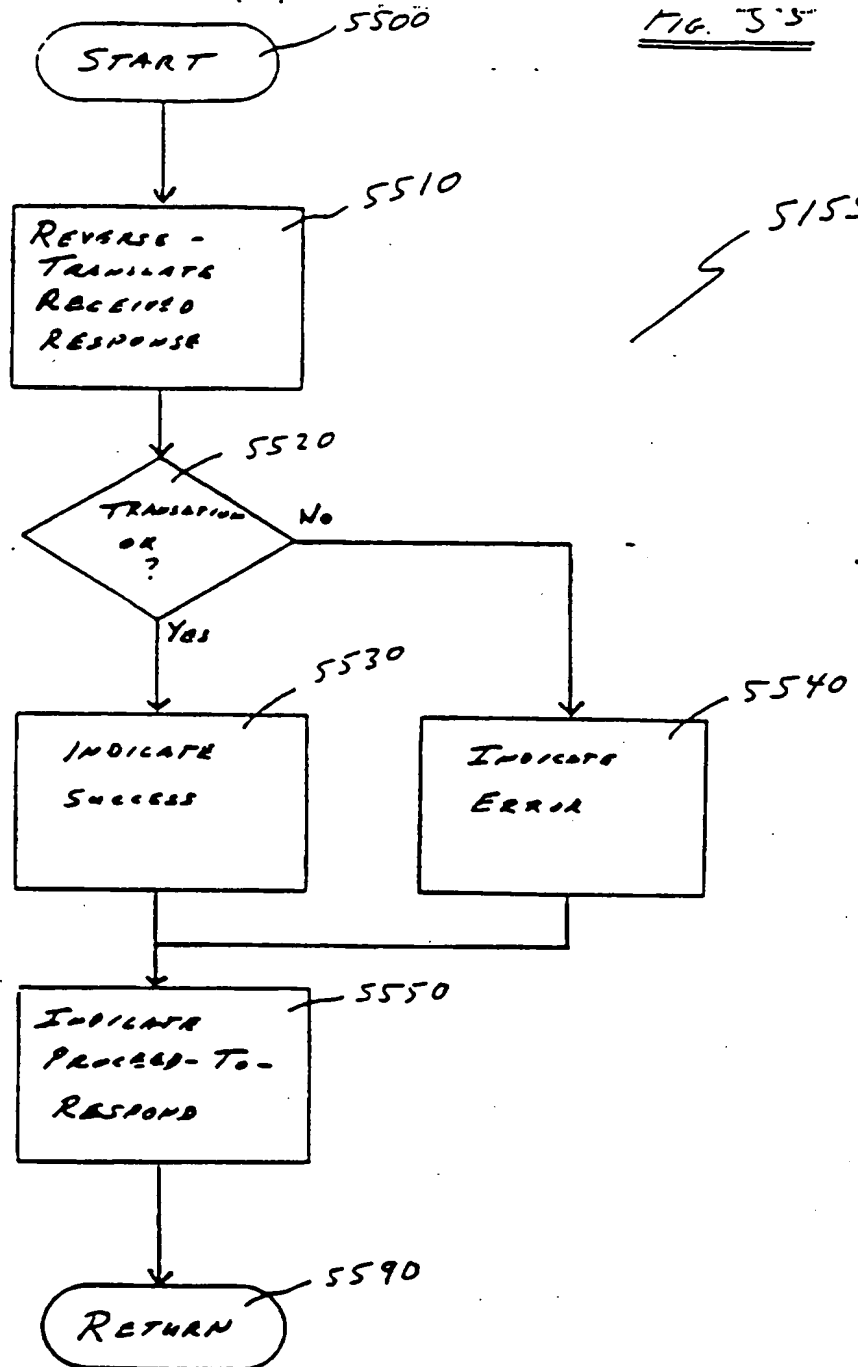 5500
FIG. 55
START
5510
REVERSE-
TRANSLATE
RECEIVED
RESPONSE
5155
5520
TRANSLATION
OK
?
No
Yes
5530
INDICATE
SUCCESS
5540
INDICATE
ERROR
5550
INDICATE
PROCEED-TO-
RESPOND
5590
RETURN